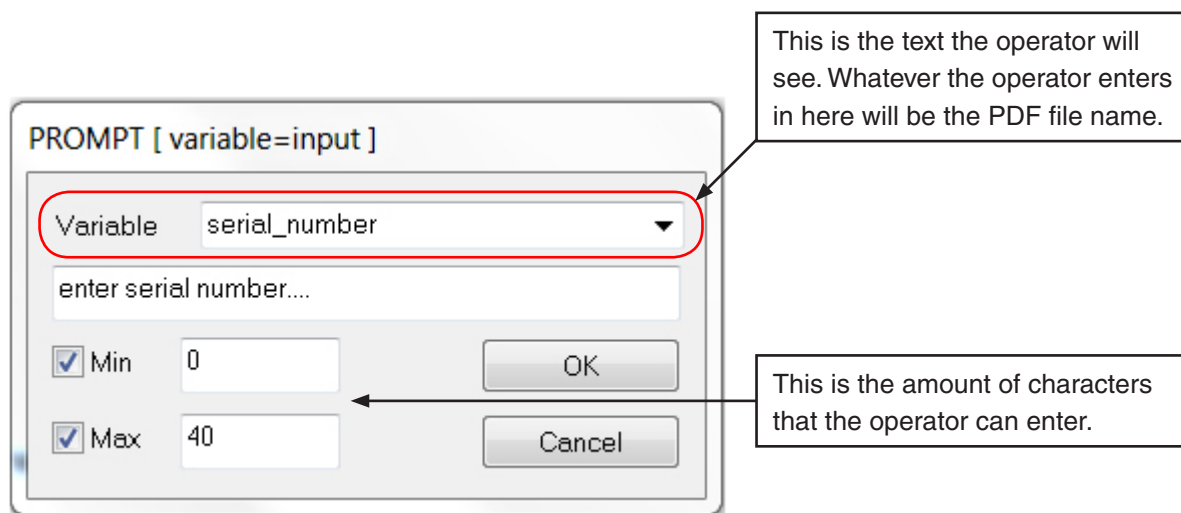 This is the text the operator will
see. Whatever the operator enters
in here will be the PDF file name.
PROMPT [ variable=input ]
Variable serial_number
enter serial number....
Min 0 OK
This is the amount of characters
that the operator can enter.
Max 40 Cancel